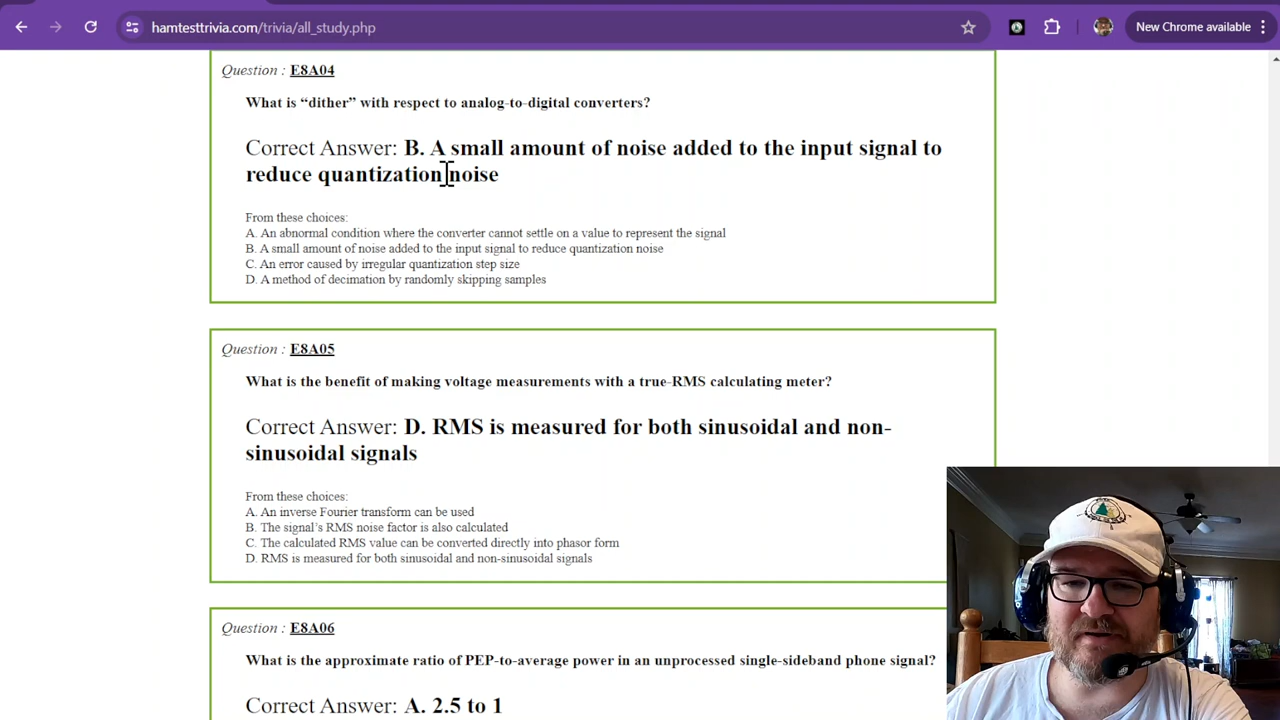 hamtesttrivia.com/trivia/all_study.php
New Chrome available
Question : E8A04
What is “dither” with respect to analog-to-digital converters?
Correct Answer: B. A small amount of noise added to the input signal to
reduce quantization noise
From these choices:
A. An abnormal condition where the converter cannot settle on a value to represent the signal
B. A small amount of noise added to the input signal to reduce quantization noise
C. An error caused by irregular quantization step size
D. A method of decimation by randomly skipping samples
Question : E8A05
What is the benefit of making voltage measurements with a true-RMS calculating meter?
Correct Answer: D. RMS is measured for both sinusoidal and non-
sinusoidal signals
From these choices:
A. An inverse Fourier transform can be used
B. The signal’s RMS noise factor is also calculated
C. The calculated RMS value can be converted directly into phasor form
D. RMS is measured for both sinusoidal and non-sinusoidal signals
Question : E8A06
What is the approximate ratio of PEP-to-average power in an unprocessed single-sideband phone signal?
Correct Answer: A. 2.5 to 1